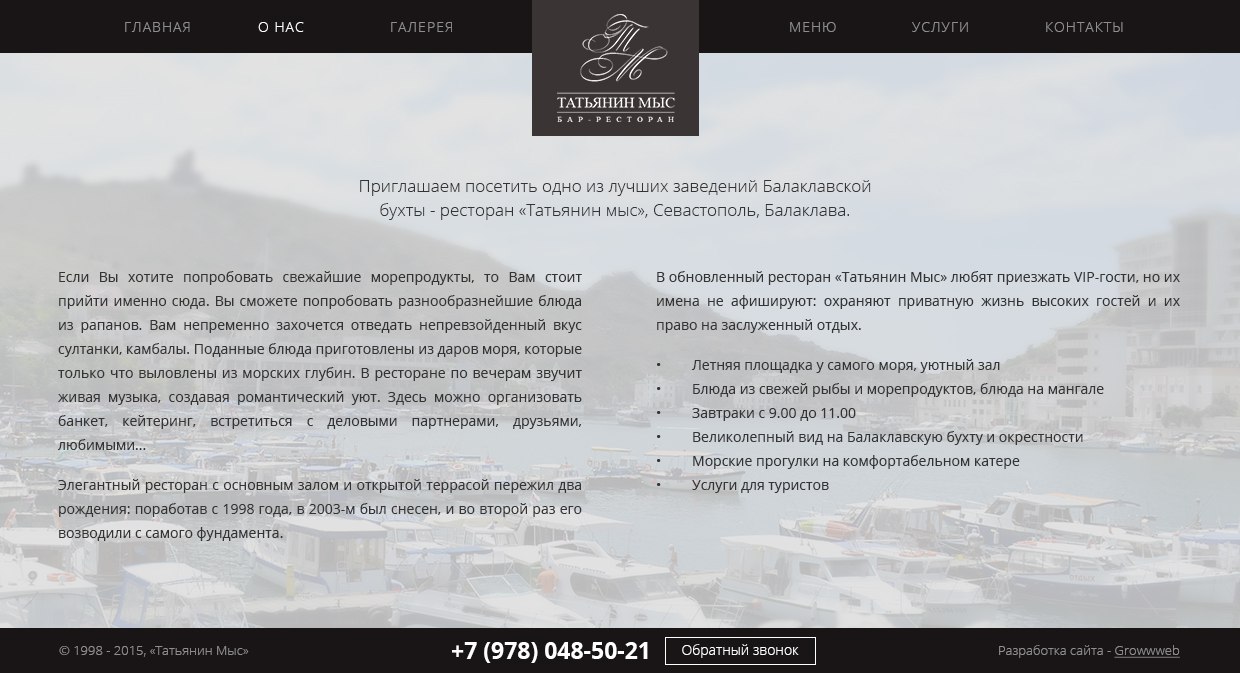 ГЛАВНАЯ О НАС ГАЛЕРЕЯ МЕНЮ УСЛУГИ КОНТАКТЫ
ТМ
ТАТЬЯНИН МЫС
БАР-РЕСТОРАН
Приглашаем посетить одно из лучших заведений Балаклавской
бухты - ресторан «Татьянин мыс», Севастополь, Балаклава.
Если Вы хотите попробовать свежайшие морепродукты, то Вам стоит
прийти именно сюда. Вы сможете попробовать разнообразнейшие блюда
из рапанов. Вам непременно захочется отведать непревзойденный вкус
султанки, камбалы. Поданные блюда приготовлены из даров моря, которые
только что выловлены из морских глубин. В ресторане по вечерам звучит
живая музыка, создавая романтический уют. Здесь можно организовать
банкет, кейтеринг, встретиться с деловыми партнерами, друзьями,
любимыми...
Элегантный ресторан с основным залом и открытой террасой пережил два
рождения: поработав с 1998 года, в 2003-м был снесен, и во второй раз его
возводили с самого фундамента.
В обновленный ресторан «Татьянин Мыс» любят приезжать VIP-гости, но их
имена не афишируют: охраняют приватную жизнь высоких гостей и их
право на заслуженный отдых.
• Летняя площадка у самого моря, уютный зал
• Блюда из свежей рыбы и морепродуктов, блюда на мангале
• Завтраки с 9.00 до 11.00
• Великолепный вид на Балаклавскую бухту и окрестности
• Морские прогулки на комфортабельном катере
• Услуги для туристов
ОТДЫХ
© 1998 - 2015, «Татьянин Мыс» +7 (978) 048-50-21 Обратный звонок Разработка сайта - Growwweb